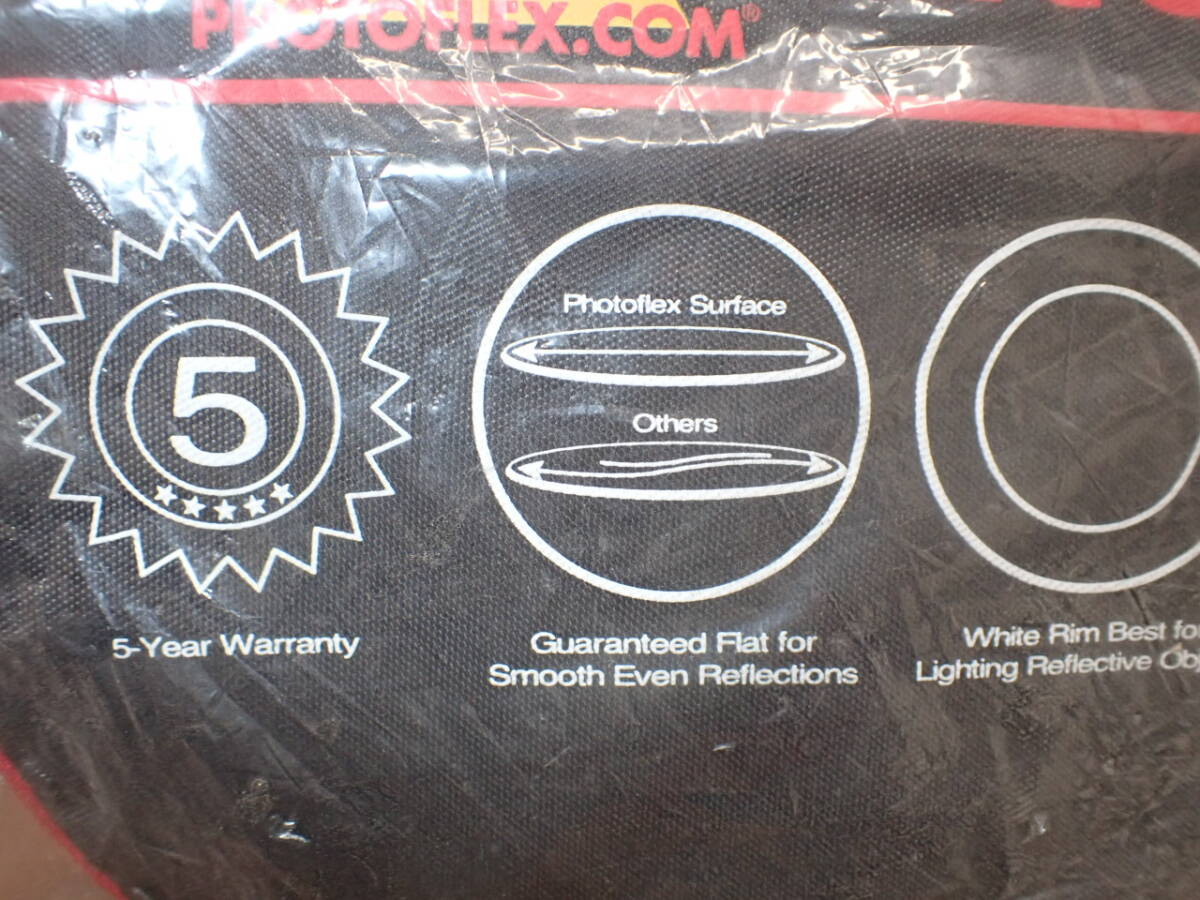 PHOTOFLEX.COM®
5
Photoflex Surface
Others
5-Year Warranty
Guaranteed Flat for
Smooth Even Reflections
White Rim Best
Lighting Reflective